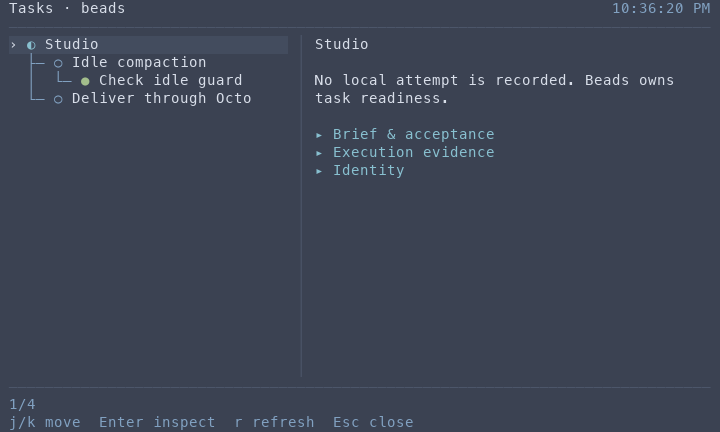 Tasks · beads 10:36:20 PM
› ◐ Studio
├─ ○ Idle compaction
│  └─ ● Check idle guard
└─ ○ Deliver through Octo
Studio
No local attempt is recorded. Beads owns
task readiness.
▸ Brief & acceptance
▸ Execution evidence
▸ Identity
1/4
j/k move  Enter inspect  r refresh  Esc close